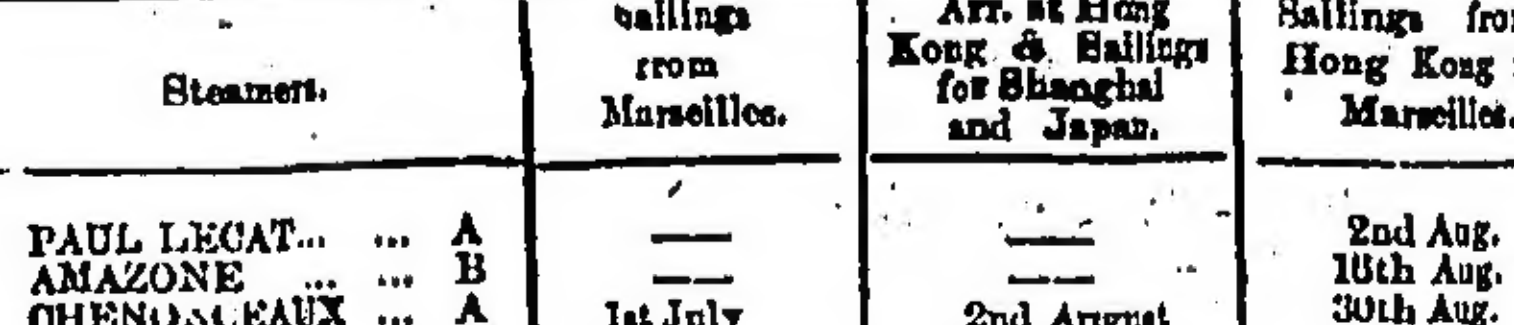 Steamers.
Sailings
from
Marseilles.
Arr. at Hong
Kong & Sailings
for Shanghai
and Japan.
Sailings from
Hong Kong
Marseilles.
PAUL LECAT... ... A — — 2nd Aug.
AMAZONE ... ... B — — 16th Aug.
CHENONCEAUX ... A 1st July 2nd August 30th Aug.